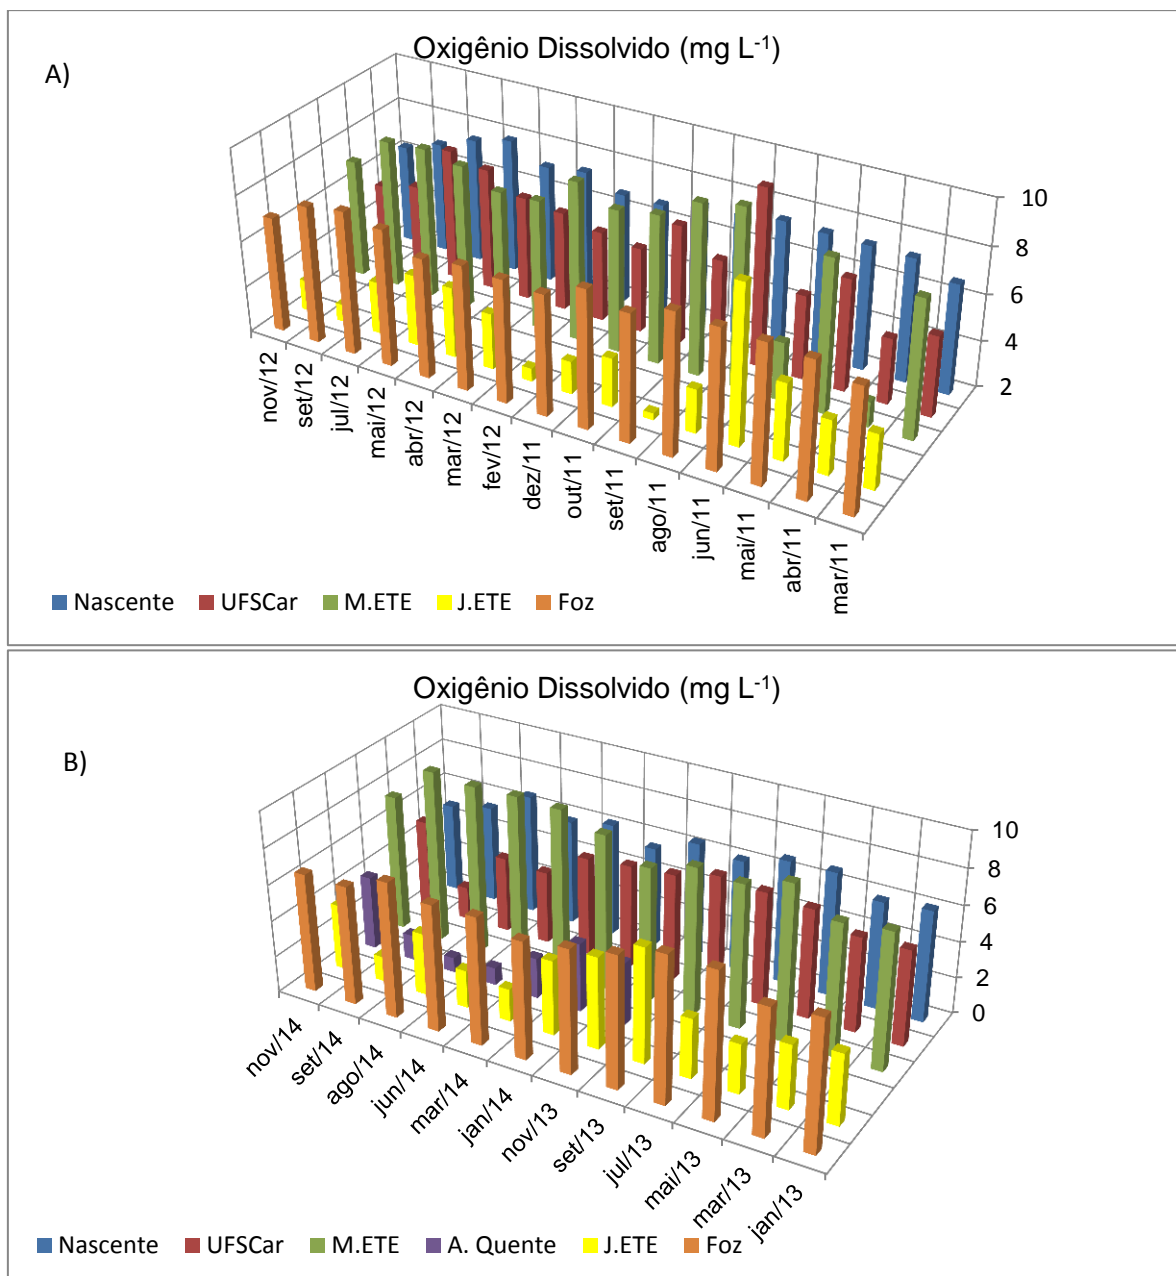 Oxigênio Dissolvido (mg L-1)
A)
10
8
6
4
2
nov/12
set/12
jul/12
mai/12
abr/12
mar/12
fev/12
dez/11
out/11
set/11
ago/11
jun/11
mai/11
abr/11
mar/11
Nascente UFSCar M.ETE J.ETE Foz
Oxigênio Dissolvido (mg L-1)
B)
10
8
6
4
2
0
nov/14
set/14
ago/14
jun/14
mar/14
jan/14
nov/13
set/13
jul/13
mai/13
mar/13
jan/13
Nascente UFSCar M.ETE A. Quente J.ETE Foz